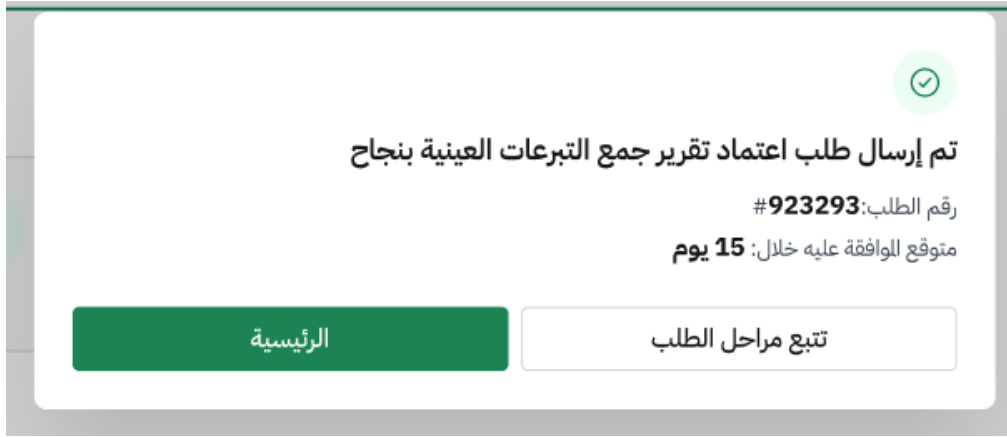 تم إرسال طلب اعتماد تقرير جمع التبرعات العينية بنجاح
رقم الطلب:923293#
متوقع الموافقة عليه خلال: 15 يوم
تتبع مراحل الطلب
الرئيسية